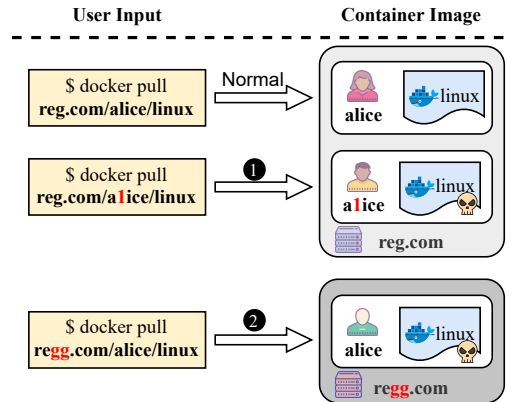 User Input
Container Image
$ docker pull
reg.com/alice/linux
Normal
alice
linux
$ docker pull
reg.com/a1ice/linux
1
a1ice
linux
reg.com
$ docker pull
regg.com/alice/linux
2
alice
linux
regg.com